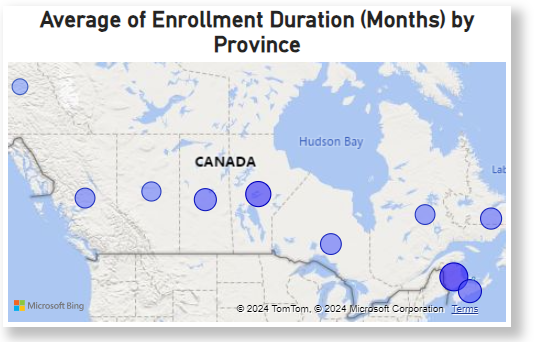 Average of Enrollment Duration (Months) by
Province
Hudson Bay
CANADA
Lab
Microsoft Bing
© 2024 TomTom, © 2024 Microsoft Corporation Terms